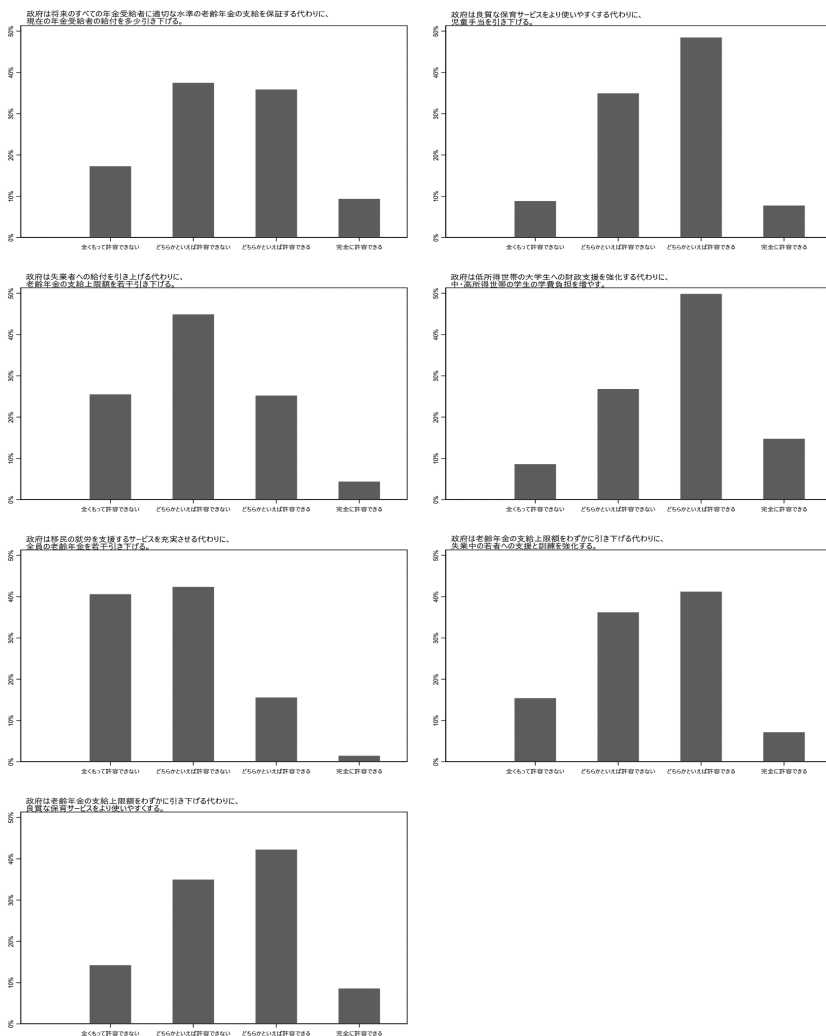 政府は将来のすべての年金受給者に適切な水準の老齢年金の支給を保証する代わりに、
現在の年金受給者の給付を多少引き下げる。
50%
40%
30%
20%
10%
0%
全くもって許容できない どちらかといえば許容できない どちらかといえば許容できる 完全に許容できる
政府は良質な保育サービスをより使いやすくする代わりに、
児童手当を引き下げる。
50%
40%
30%
20%
10%
0%
全くもって許容できない どちらかといえば許容できない どちらかといえば許容できる 完全に許容できる
政府は失業者への給付を引き上げる代わりに、
老齢年金の支給上限額を若干引き下げる。
50%
40%
30%
20%
10%
0%
全くもって許容できない どちらかといえば許容できない どちらかといえば許容できる 完全に許容できる
政府は低所得世帯の大学生への財政支援を強化する代わりに、
中・高所得世帯の学生の学費負担を増やす。
50%
40%
30%
20%
10%
0%
全くもって許容できない どちらかといえば許容できない どちらかといえば許容できる 完全に許容できる
政府は移民の就労を支援するサービスを充実させる代わりに、
全員の老齢年金を若干引き下げる。
50%
40%
30%
20%
10%
0%
全くもって許容できない どちらかといえば許容できない どちらかといえば許容できる 完全に許容できる
政府は老齢年金の支給上限額をわずかに引き下げる代わりに、
失業中の若者への支援と訓練を強化する。
50%
40%
30%
20%
10%
0%
全くもって許容できない どちらかといえば許容できない どちらかといえば許容できる 完全に許容できる
政府は老齢年金の支給上限額をわずかに引き下げる代わりに、
良質な保育サービスをより使いやすくする。
50%
40%
30%
20%
10%
0%
全くもって許容できない どちらかといえば許容できない どちらかといえば許容できる 完全に許容できる